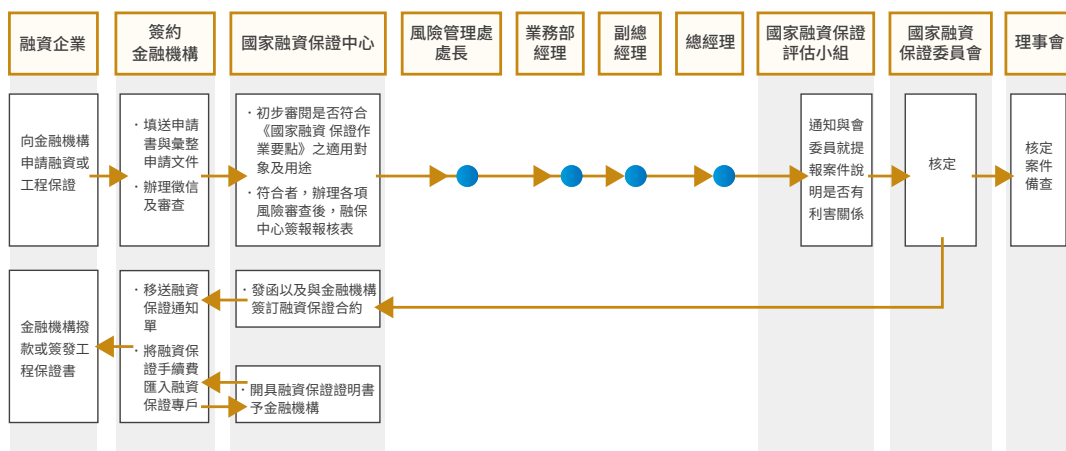 融資企業
簽約
金融機構
國家融資保證中心
風險管理處
處長
業務部
經理
副總
經理
總經理
國家融資保證
評估小組
國家融資
保證委員會
理事會
向金融機構
申請融資或
工程保證
．填送申請
書與彙整
申請文件
．辦理徵信
及審查
．初步審閱是否符合
《國家融資 保證作
業要點》之適用對
象及用途
．符合者，辦理各項
風險審查後，融保
中心簽報報核表
通知與會
委員就提
報案件說
明是否有
利害關係
核定
核定
案件
備查
金融機構撥
款或簽發工
程保證書
．移送融資
保證通知
單
．將融資保
證手續費
匯入融資
保證專戶
．發函以及與金融機構
簽訂融資保證合約
．開具融資保證證明書
予金融機構